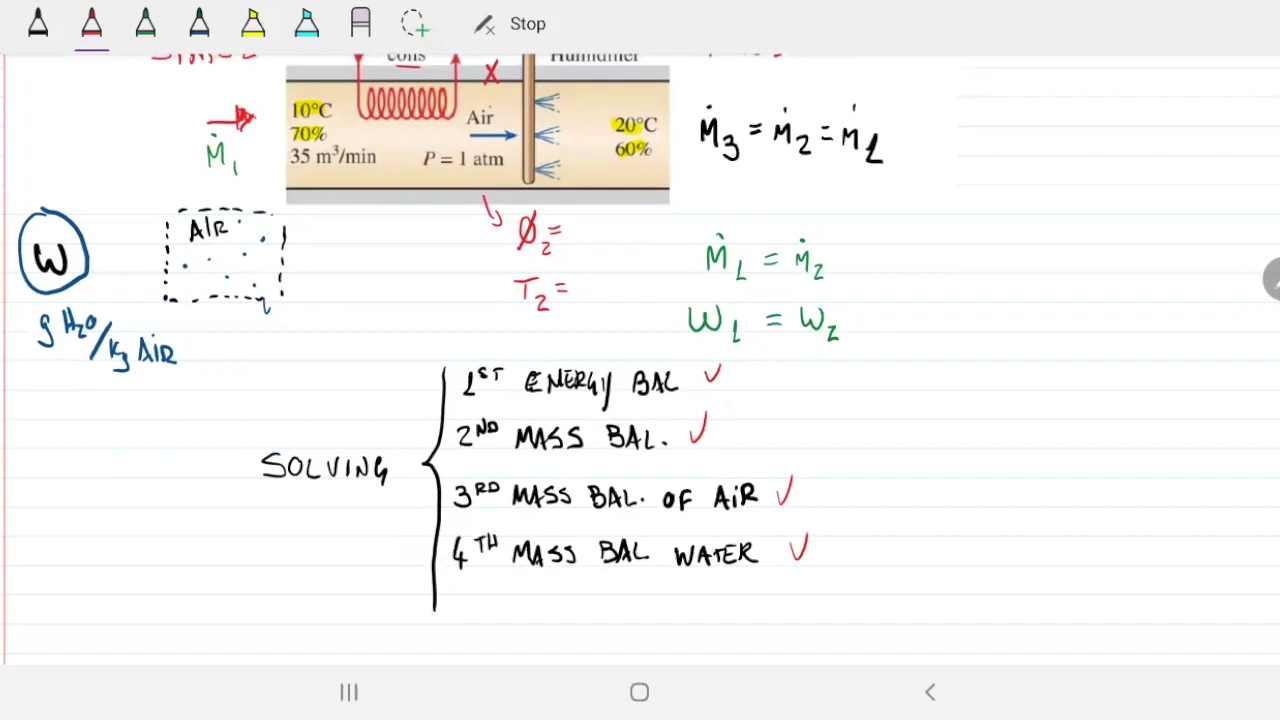 Stop
coils
Humidifier
X
10°C
70%
35 m³/min
Air
P = 1 atm
20°C
60%
Ṁ₁
Ṁ₃ = ṁ₂ = ṁ1
W
AIR
g H₂O/Kg AIR
Ø₂ =
T₂ =
Ṁ1 = ṁ₂
W1 = W₂
SOLVING
1ST ENERGY BAL ✓
2ND MASS BAL. ✓
3RD MASS BAL. OF AIR ✓
4TH MASS BAL WATER ✓